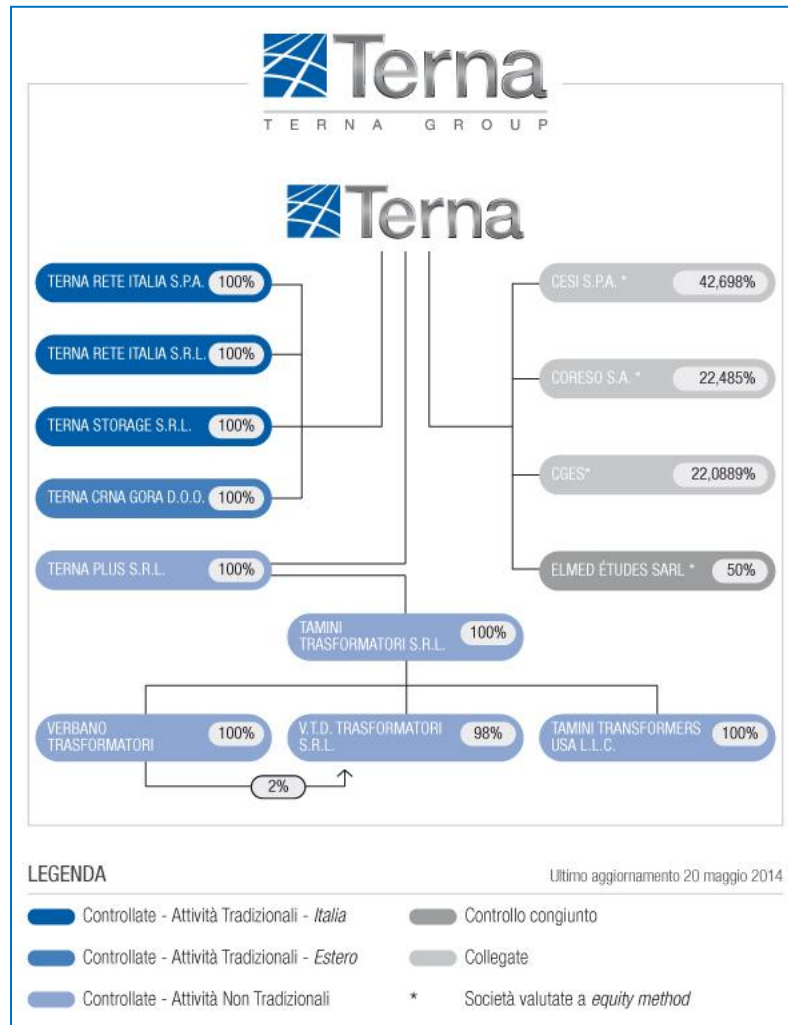 Terna
TERNA GROUP
Terna
TERNA RETE ITALIA S.P.A. 100%
TERNA RETE ITALIA S.R.L. 100%
TERNA STORAGE S.R.L. 100%
TERNA CRNA GORA D.O.O. 100%
TERNA PLUS S.R.L. 100%
CESI S.P.A. * 42,698%
CORESO S.A. * 22,485%
CGES* 22,0889%
ELMED ÉTUDES SARL * 50%
TAMINI
TRASFORMATORI S.R.L. 100%
VERBANO
TRASFORMATORI 100%
V.T.D. TRASFORMATORI
S.R.L. 98%
TAMINI TRANSFORMERS
USA L.L.C. 100%
2%
LEGENDA
Ultimo aggiornamento 20 maggio 2014
Controllate - Attività Tradizionali - Italia
Controllate - Attività Tradizionali - Estero
Controllate - Attività Non Tradizionali
Controllo congiunto
Collegate
* Società valutate a equity method